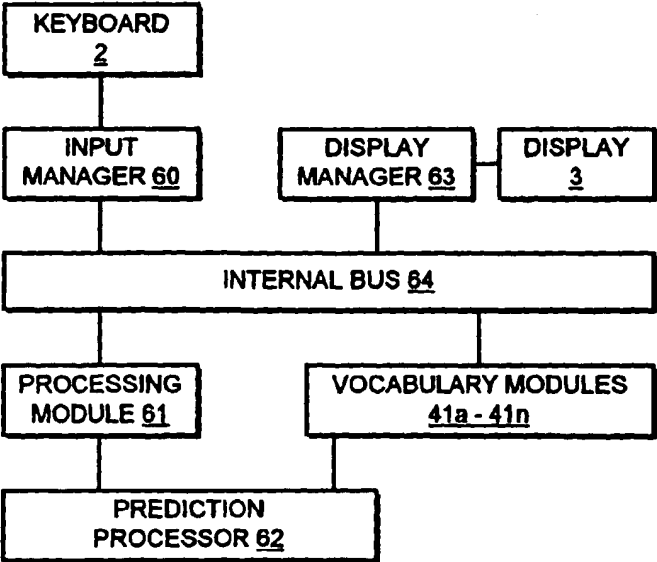 KEYBOARD
2
INPUT
MANAGER 60
DISPLAY
MANAGER 63
DISPLAY
3
INTERNAL BUS 64
PROCESSING
MODULE 61
VOCABULARY MODULES
41a - 41n
PREDICTION
PROCESSOR 62